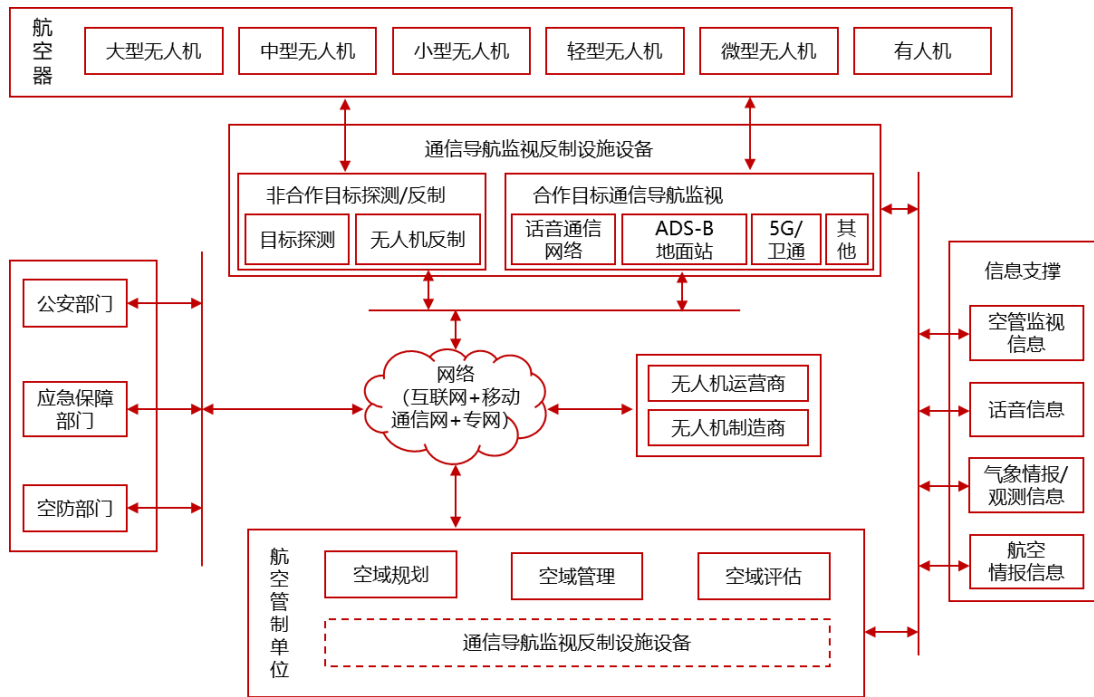 航空器
大型无人机
中型无人机
小型无人机
轻型无人机
微型无人机
有人机
通信导航监视反制设施设备
非合作目标探测/反制
目标探测
无人机反制
合作目标通信导航监视
话音通信
网络
ADS-B
地面站
5G/
卫通
其
他
公安部门
应急保障
部门
空防部门
网络
（互联网+移动
通信网+专网）
无人机运营商
无人机制造商
信息支撑
空管监视
信息
话音信息
气象情报/
观测信息
航空
情报信息
航空管制单位
空域规划
空域管理
空域评估
通信导航监视反制设施设备